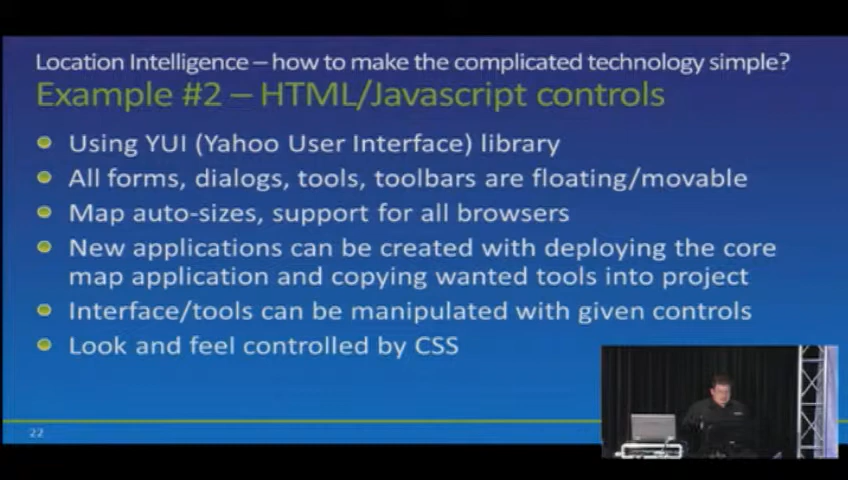 Location Intelligence – how to make the complicated technology simple?
Example #2 – HTML/Javascript controls
Using YUI (Yahoo User Interface) library
All forms, dialogs, tools, toolbars are floating/movable
Map auto-sizes, support for all browsers
New applications can be created with deploying the core
map application and copying wanted tools into project
Interface/tools can be manipulated with given controls
Look and feel controlled by CSS
22